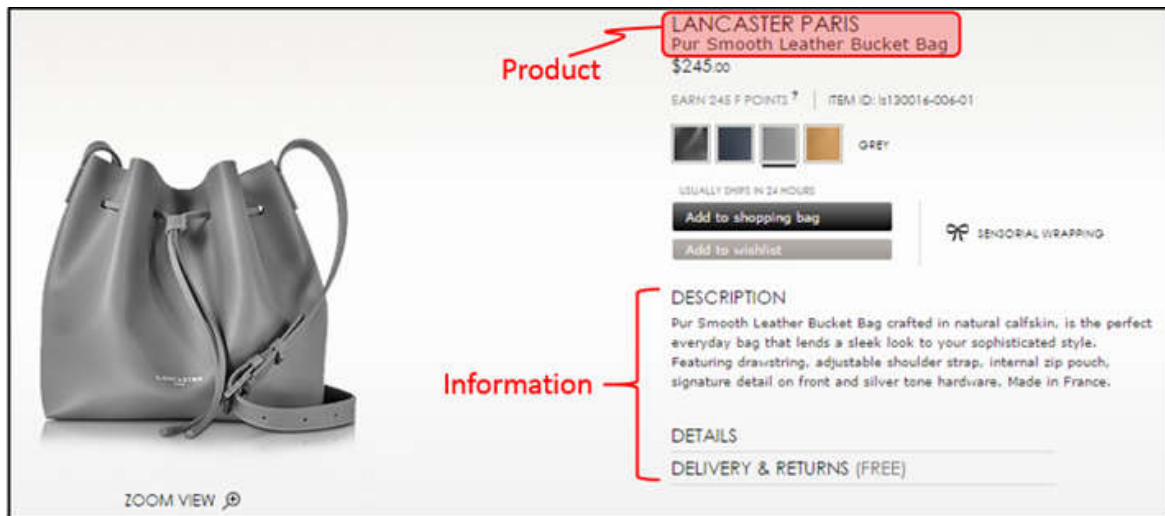 LANCASTER PARIS
Pur Smooth Leather Bucket Bag
Product
$245.00
EARN 245 F POINTS ? | ITEM ID: ls130016-006-01
GREY
USUALLY SHIPS IN 24 HOURS
Add to shopping bag
SENSORIAL WRAPPING
Add to wishlist
DESCRIPTION
Pur Smooth Leather Bucket Bag crafted in natural calfskin, is the perfect
everyday bag that lends a sleek look to your sophisticated style.
Featuring drawstring, adjustable shoulder strap, internal zip pouch,
signature detail on front and silver tone hardware. Made in France.
Information
DETAILS
DELIVERY & RETURNS (FREE)
LANCASTER
ZOOM VIEW